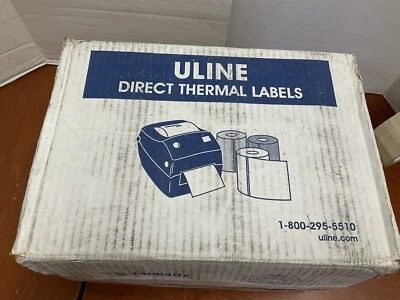 ULINE
DIRECT THERMAL LABELS
1-800-295-5510
uline.com